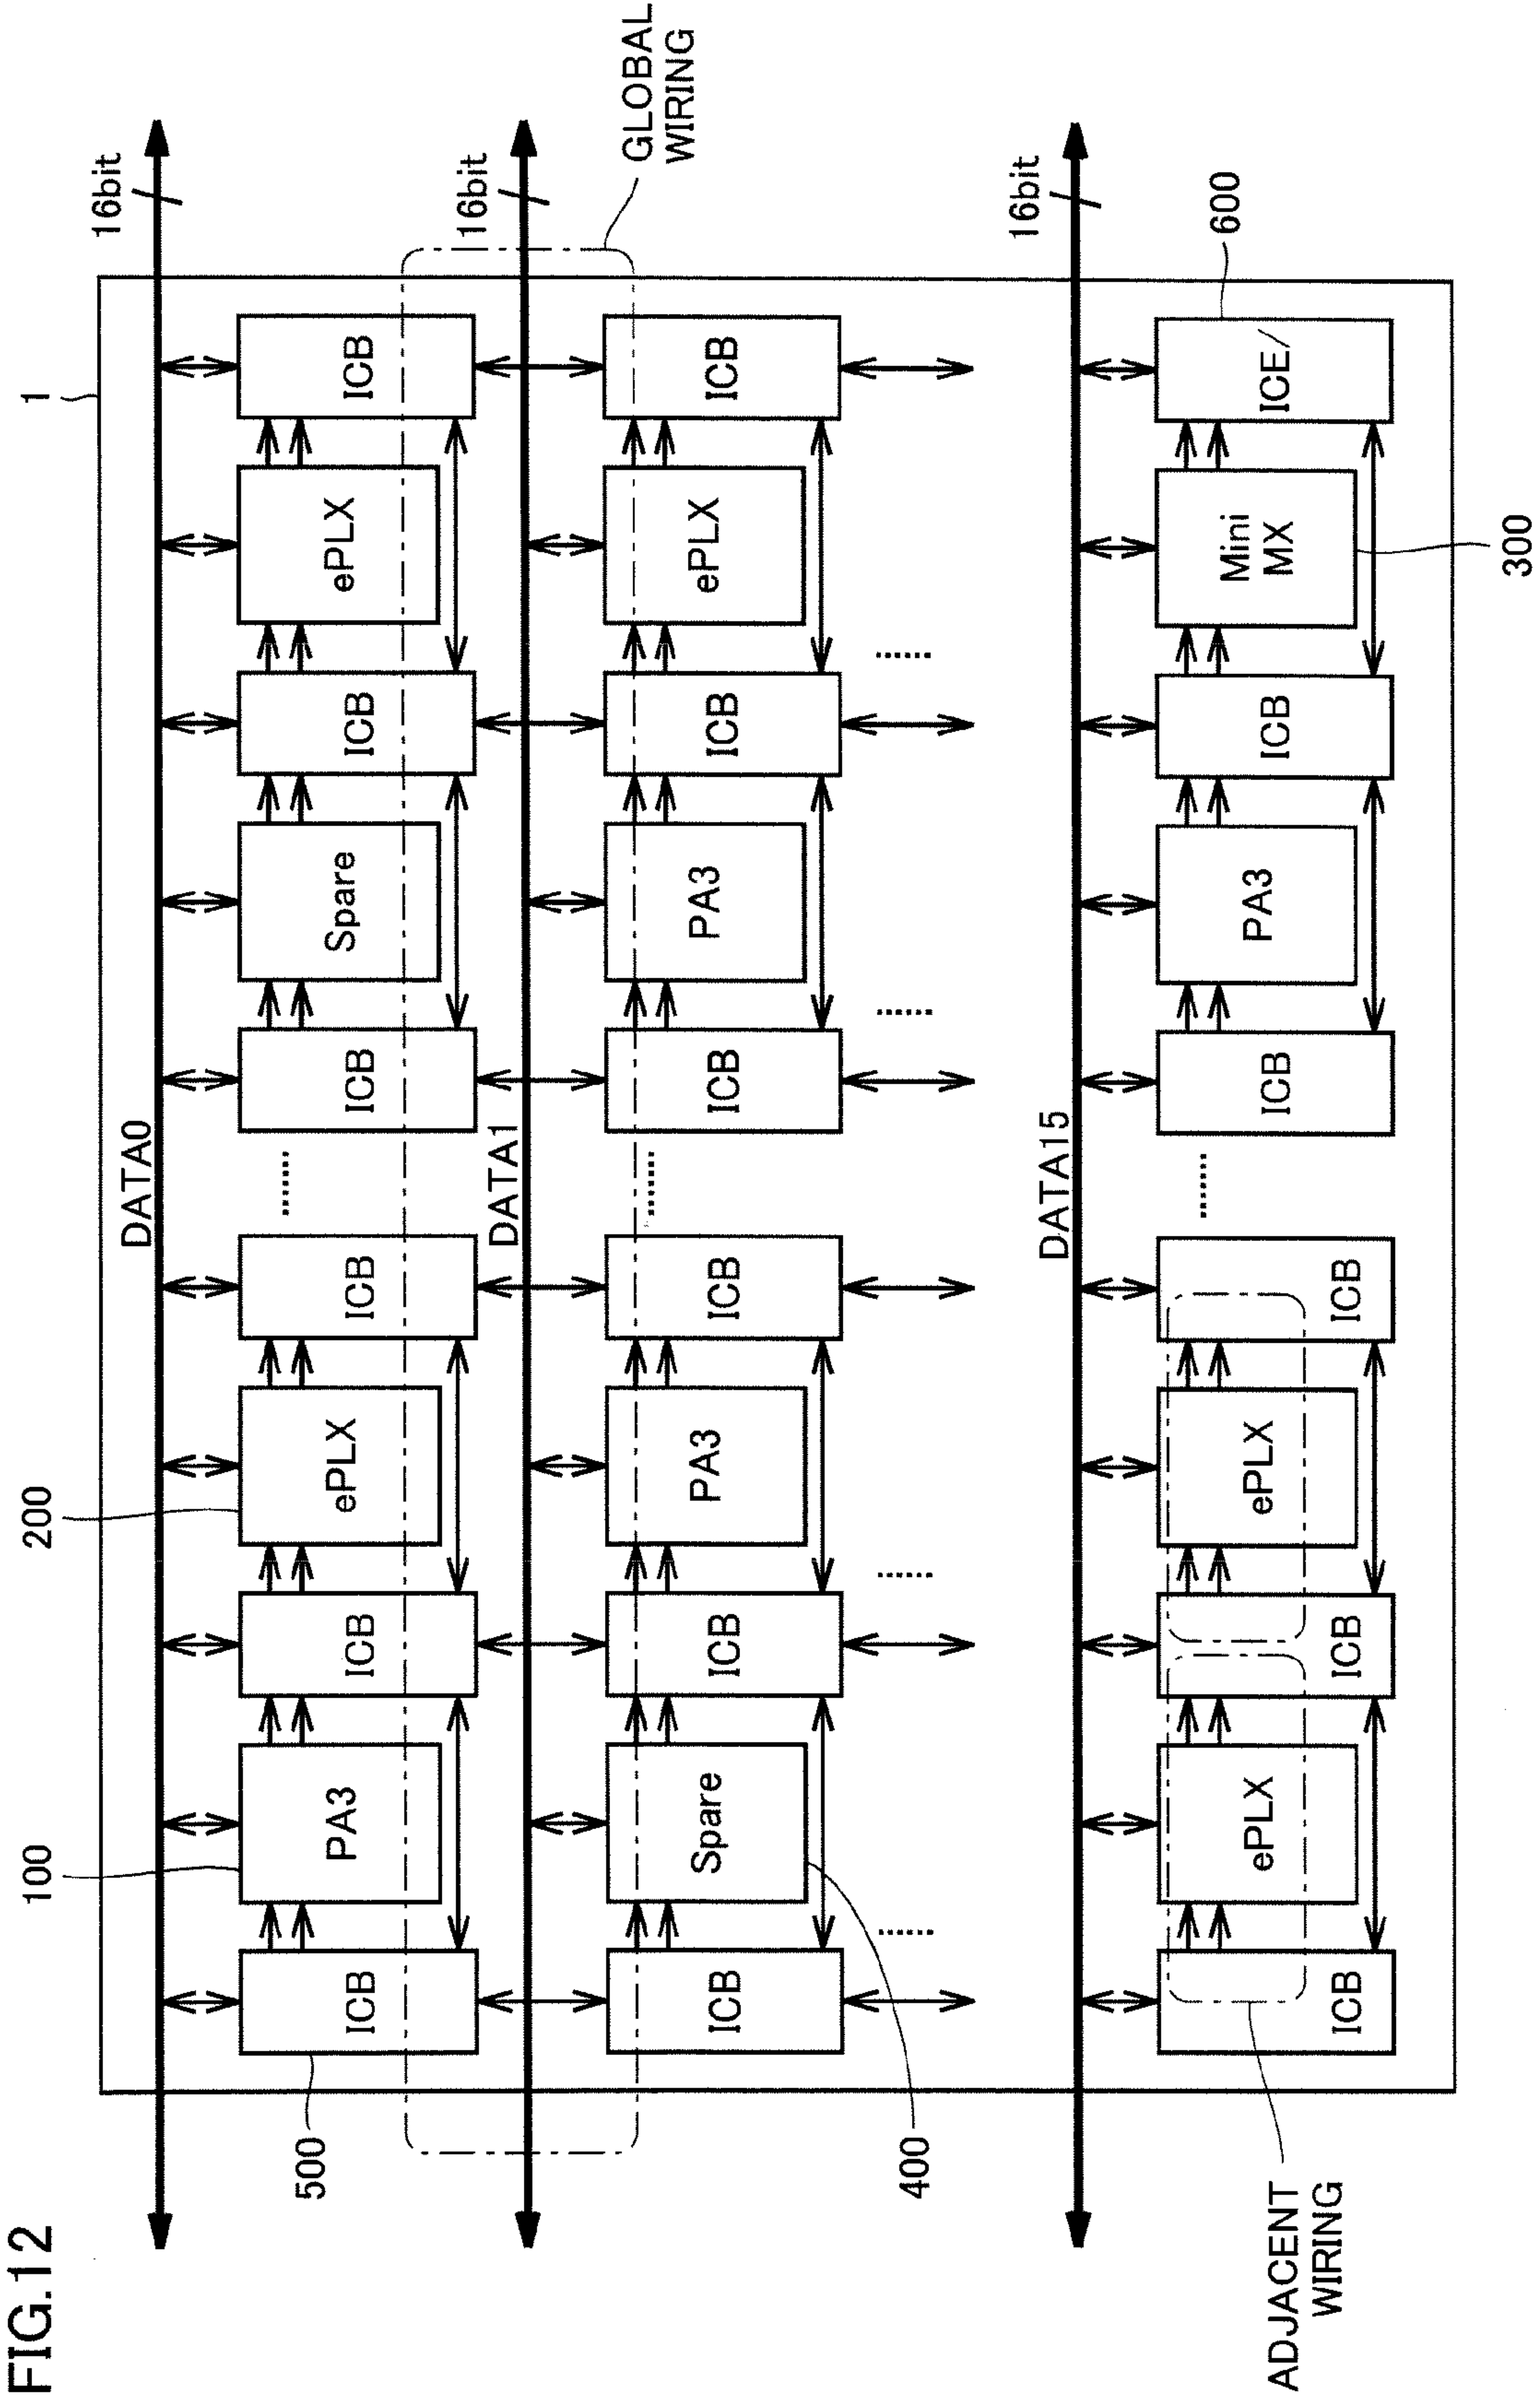 FIG.12
100
200
1
DATA0
16bit
500
ICB
PA3
ICB
ePLX
ICB
......
ICB
Spare
ICB
ePLX
ICB
DATA1
16bit
GLOBAL
WIRING
ICB
Spare
ICB
PA3
ICB
......
ICB
PA3
ICB
ePLX
ICB
400
......
......
......
......
DATA15
16bit
600
ICB
ePLX
ICB
ePLX
ICB
......
ICB
PA3
ICB
Mini
MX
ICE
ADJACENT
WIRING
300